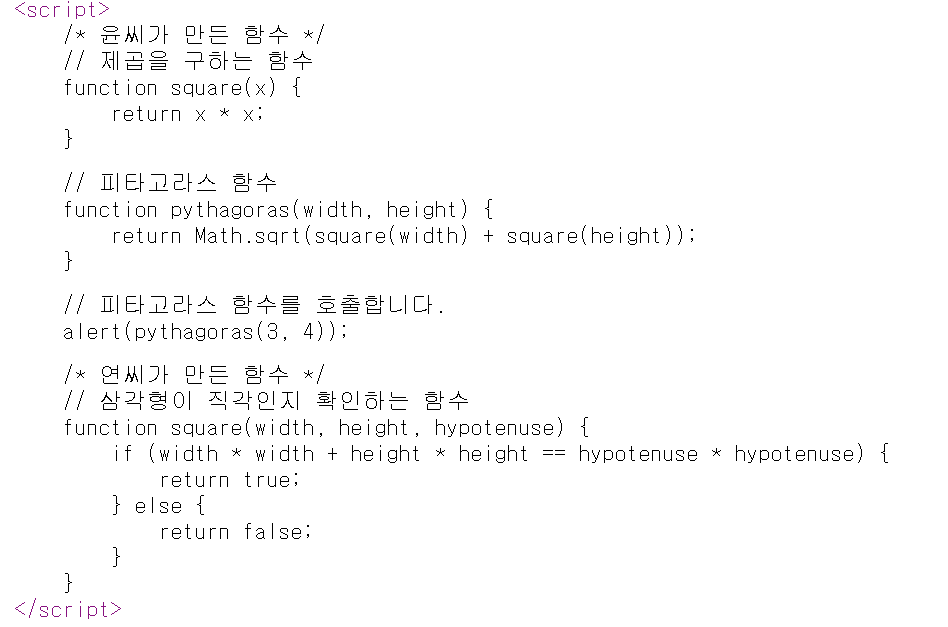 <script>
    /* 윤씨가 만든 함수 */
    // 제곱을 구하는 함수
    function square(x) {
        return x * x;
    }

    // 피타고라스 함수
    function pythagoras(width, height) {
        return Math.sqrt(square(width) + square(height));
    }

    // 피타고라스 함수를 호출합니다.
    alert(pythagoras(3, 4));

    /* 연씨가 만든 함수 */
    // 삼각형이 직각인지 확인하는 함수
    function square(width, height, hypotenuse) {
        if (width * width + height * height == hypotenuse * hypotenuse) {
            return true;
        } else {
            return false;
        }
    }
</script>